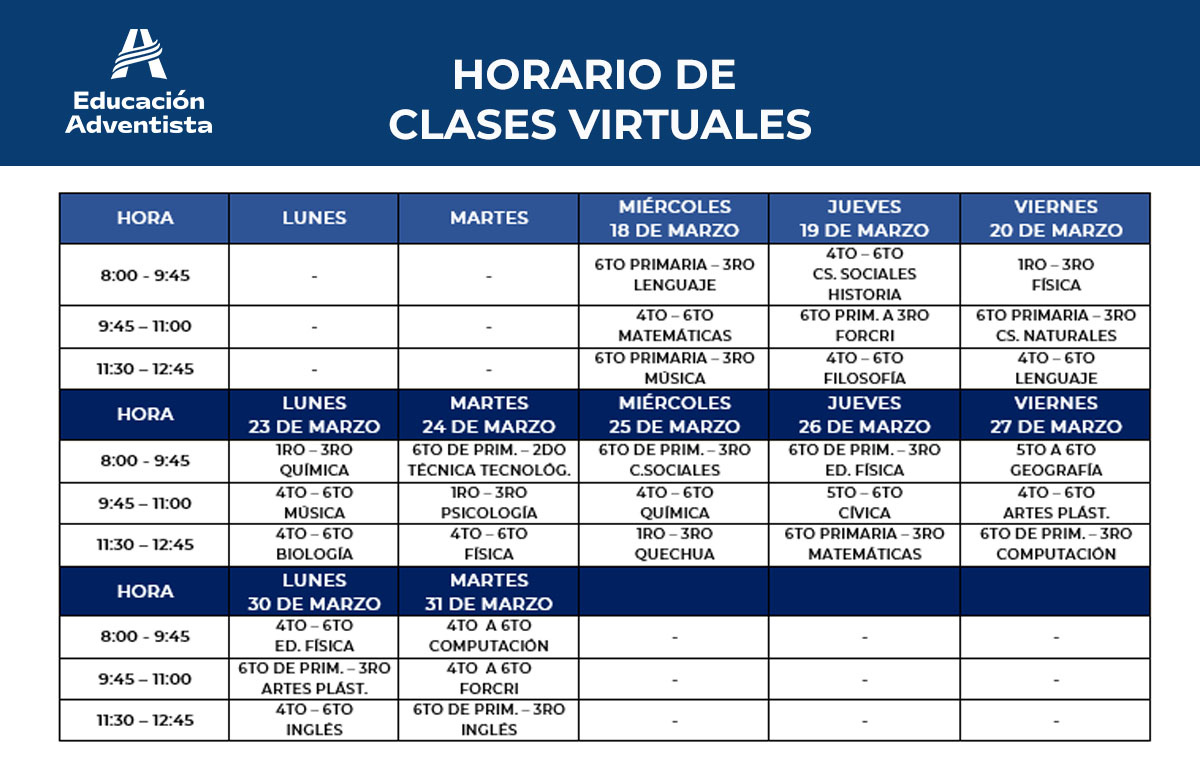 Educación
Adventista
HORARIO DE
CLASES VIRTUALES
HORA LUNES MARTES MIÉRCOLES 18 DE MARZO JUEVES 19 DE MARZO VIERNES 20 DE MARZO
8:00 - 9:45 - - 6TO PRIMARIA – 3RO LENGUAJE 4TO – 6TO CS. SOCIALES HISTORIA 1RO – 3RO FÍSICA
9:45 – 11:00 - - 4TO – 6TO MATEMÁTICAS 6TO PRIM. A 3RO FORCRI 6TO PRIMARIA – 3RO CS. NATURALES
11:30 – 12:45 - - 6TO PRIMARIA – 3RO MÚSICA 4TO – 6TO FILOSOFÍA 4TO – 6TO LENGUAJE
HORA LUNES 23 DE MARZO MARTES 24 DE MARZO MIÉRCOLES 25 DE MARZO JUEVES 26 DE MARZO VIERNES 27 DE MARZO
8:00 - 9:45 1RO – 3RO QUÍMICA 6TO DE PRIM. – 2DO TÉCNICA TECNOLÓG. 6TO DE PRIM. – 3RO C.SOCIALES 6TO DE PRIM. – 3RO ED. FÍSICA 5TO A 6TO GEOGRAFÍA
9:45 – 11:00 4TO – 6TO MÚSICA 1RO – 3RO PSICOLOGÍA 4TO – 6TO QUÍMICA 5TO – 6TO CÍVICA 4TO – 6TO ARTES PLÁST.
11:30 – 12:45 4TO – 6TO BIOLOGÍA 4TO – 6TO FÍSICA 1RO – 3RO QUECHUA 6TO PRIMARIA – 3RO MATEMÁTICAS 6TO DE PRIM. – 3RO COMPUTACIÓN
HORA LUNES 30 DE MARZO MARTES 31 DE MARZO
8:00 - 9:45 4TO – 6TO ED. FÍSICA 4TO A 6TO COMPUTACIÓN - - -
9:45 – 11:00 6TO DE PRIM. – 3RO ARTES PLÁST. 4TO A 6TO FORCRI - - -
11:30 – 12:45 4TO – 6TO INGLÉS 6TO DE PRIM. – 3RO INGLÉS - - -